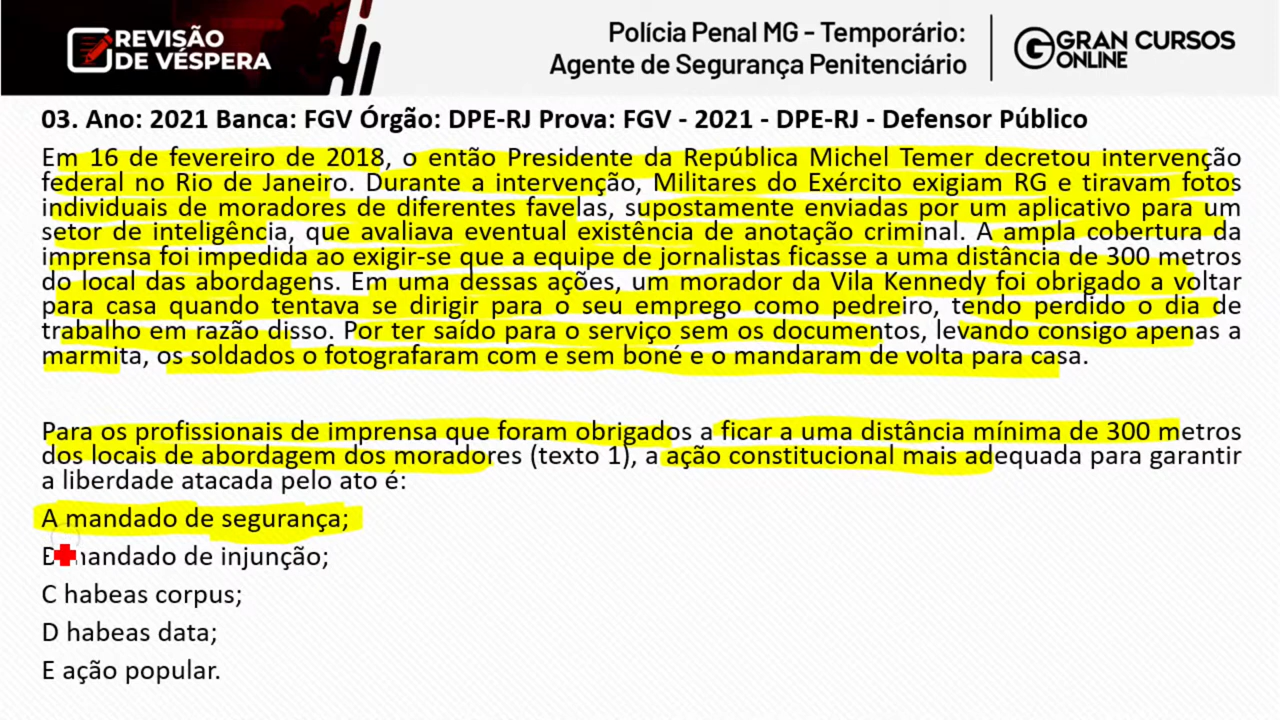 REVISÃO
DE VÉSPERA
Polícia Penal MG - Temporário:
Agente de Segurança Penitenciário
GRAN CURSOS
ONLINE
03. Ano: 2021 Banca: FGV Órgão: DPE-RJ Prova: FGV - 2021 - DPE-RJ - Defensor Público
Em 16 de fevereiro de 2018, o então Presidente da República Michel Temer decretou intervenção
federal no Rio de Janeiro. Durante a intervenção, Militares do Exército exigiam RG e tiravam fotos
individuais de moradores de diferentes favelas, supostamente enviadas por um aplicativo para um
setor de inteligência, que avaliava eventual existência de anotação criminal. A ampla cobertura da
imprensa foi impedida ao exigir-se que a equipe de jornalistas ficasse a uma distância de 300 metros
do local das abordagens. Em uma dessas ações, um morador da Vila Kennedy foi obrigado a voltar
para casa quando tentava se dirigir para o seu emprego como pedreiro, tendo perdido o dia de
trabalho em razão disso. Por ter saído para o serviço sem os documentos, levando consigo apenas a
marmita, os soldados o fotografaram com e sem boné e o mandaram de volta para casa.
Para os profissionais de imprensa que foram obrigados a ficar a uma distância mínima de 300 metros
dos locais de abordagem dos moradores (texto 1), a ação constitucional mais adequada para garantir
a liberdade atacada pelo ato é:
A mandado de segurança;
B mandado de injunção;
C habeas corpus;
D habeas data;
E ação popular.